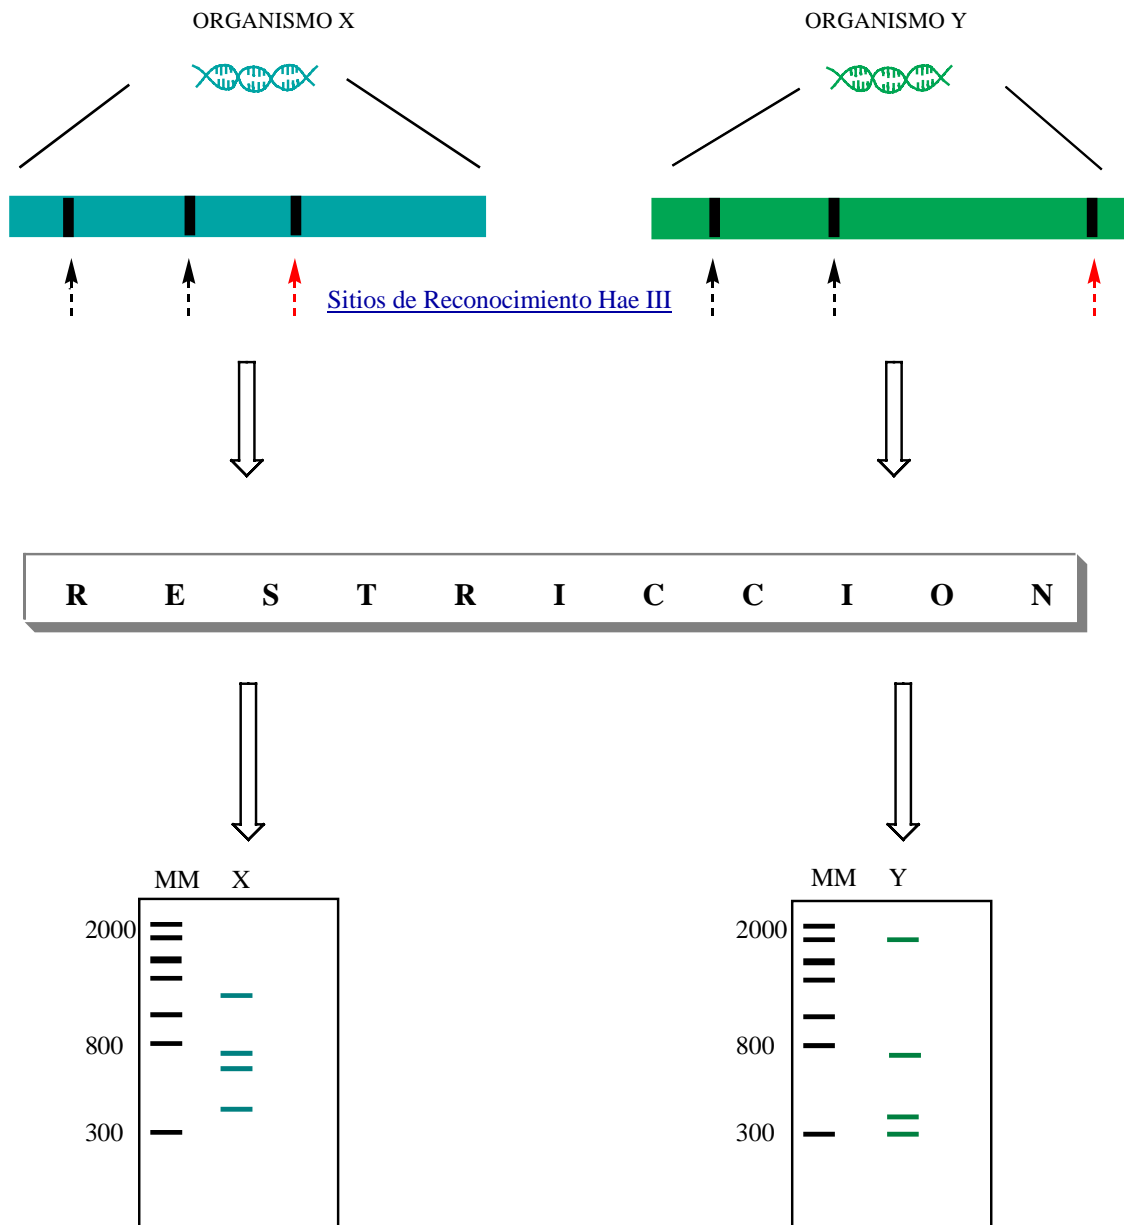 ORGANISMO X
ORGANISMO Y
Sitios de Reconocimiento Hae III
R E S T R I C C I O N
MM X
2000
800
300
MM Y
2000
800
300